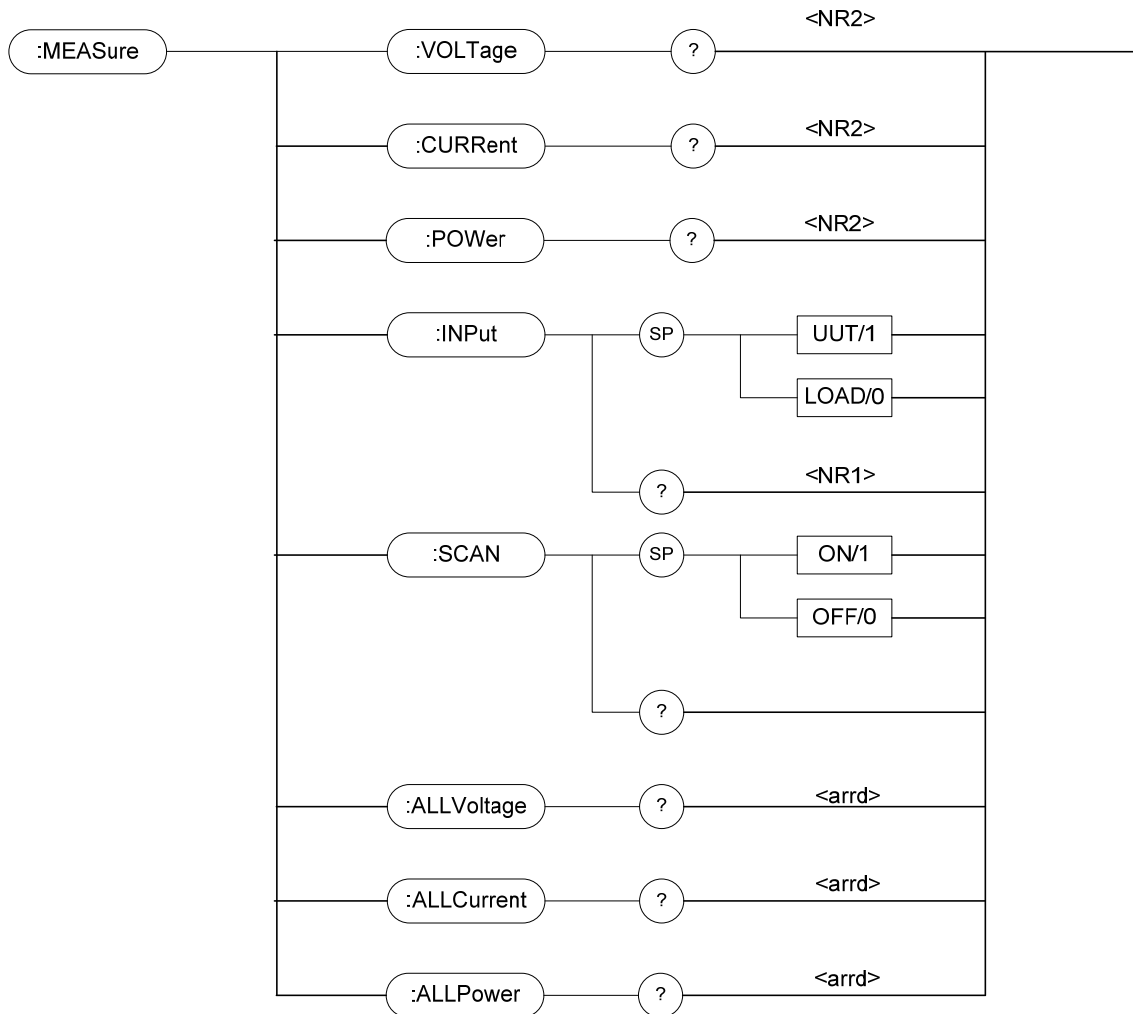 <NR2>
:MEASure :VOLTage ?
<NR2>
:CURRent ?
<NR2>
:POWer ?
:INPut SP UUT/1
LOAD/0
<NR1>
?
:SCAN SP ON/1
OFF/0
?
<arrd>
:ALLVoltage ?
<arrd>
:ALLCurrent ?
<arrd>
:ALLPower ?